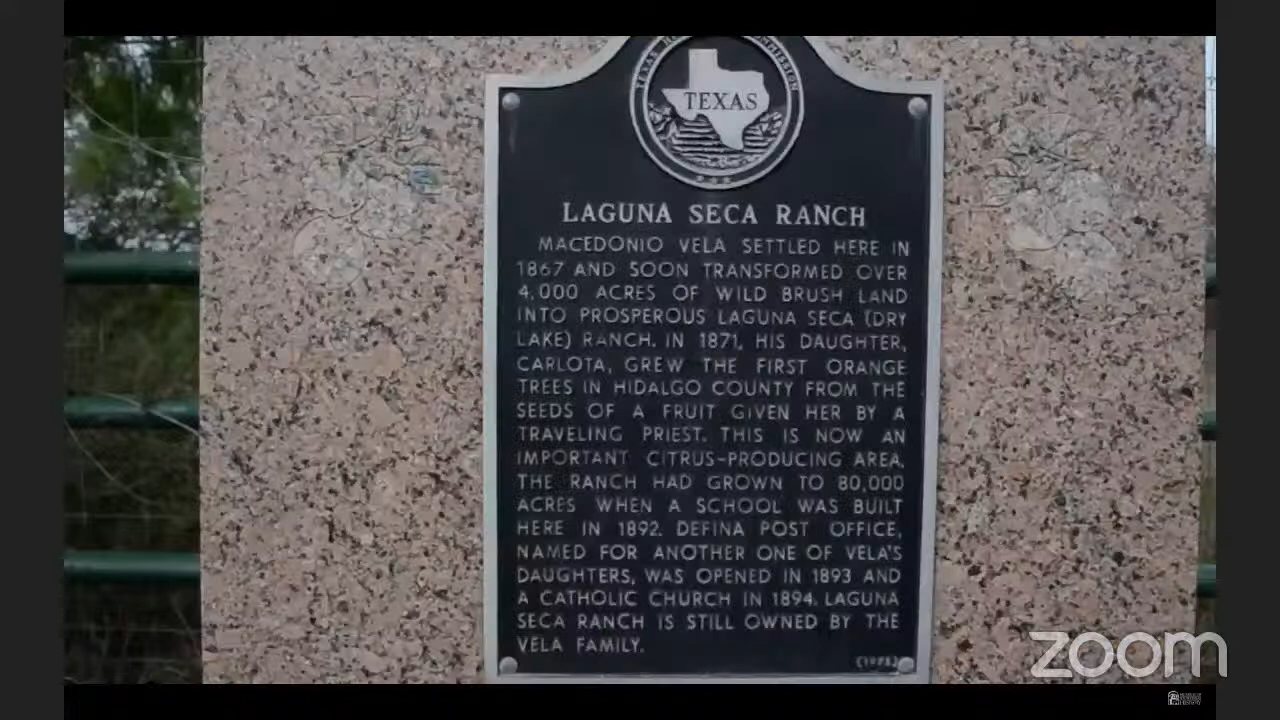 TEXAS
LAGUNA SECA RANCH
MACEDONIO VELA SETTLED HERE IN
1867 AND SOON TRANSFORMED OVER
4,000 ACRES OF WILD BRUSH LAND
INTO PROSPEROUS LAGUNA SECA (DRY
LAKE) RANCH. IN 1871, HIS DAUGHTER,
CARLOTA, GREW THE FIRST ORANGE
TREES IN HIDALGO COUNTY FROM THE
SEEDS OF A FRUIT GIVEN HER BY A
TRAVELING PRIEST. THIS IS NOW AN
IMPORTANT CITRUS-PRODUCING AREA.
THE RANCH HAD GROWN TO 80,000
ACRES WHEN A SCHOOL WAS BUILT
HERE IN 1892. DEFINA POST OFFICE,
NAMED FOR ANOTHER ONE OF VELA'S
DAUGHTERS, WAS OPENED IN 1893 AND
A CATHOLIC CHURCH IN 1894. LAGUNA
SECA RANCH IS STILL OWNED BY THE
VELA FAMILY.
zoom